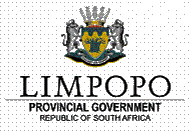 LIMPOPO
PROVINCIAL GOVERNMENT
REPUBLIC OF SOUTH AFRICA